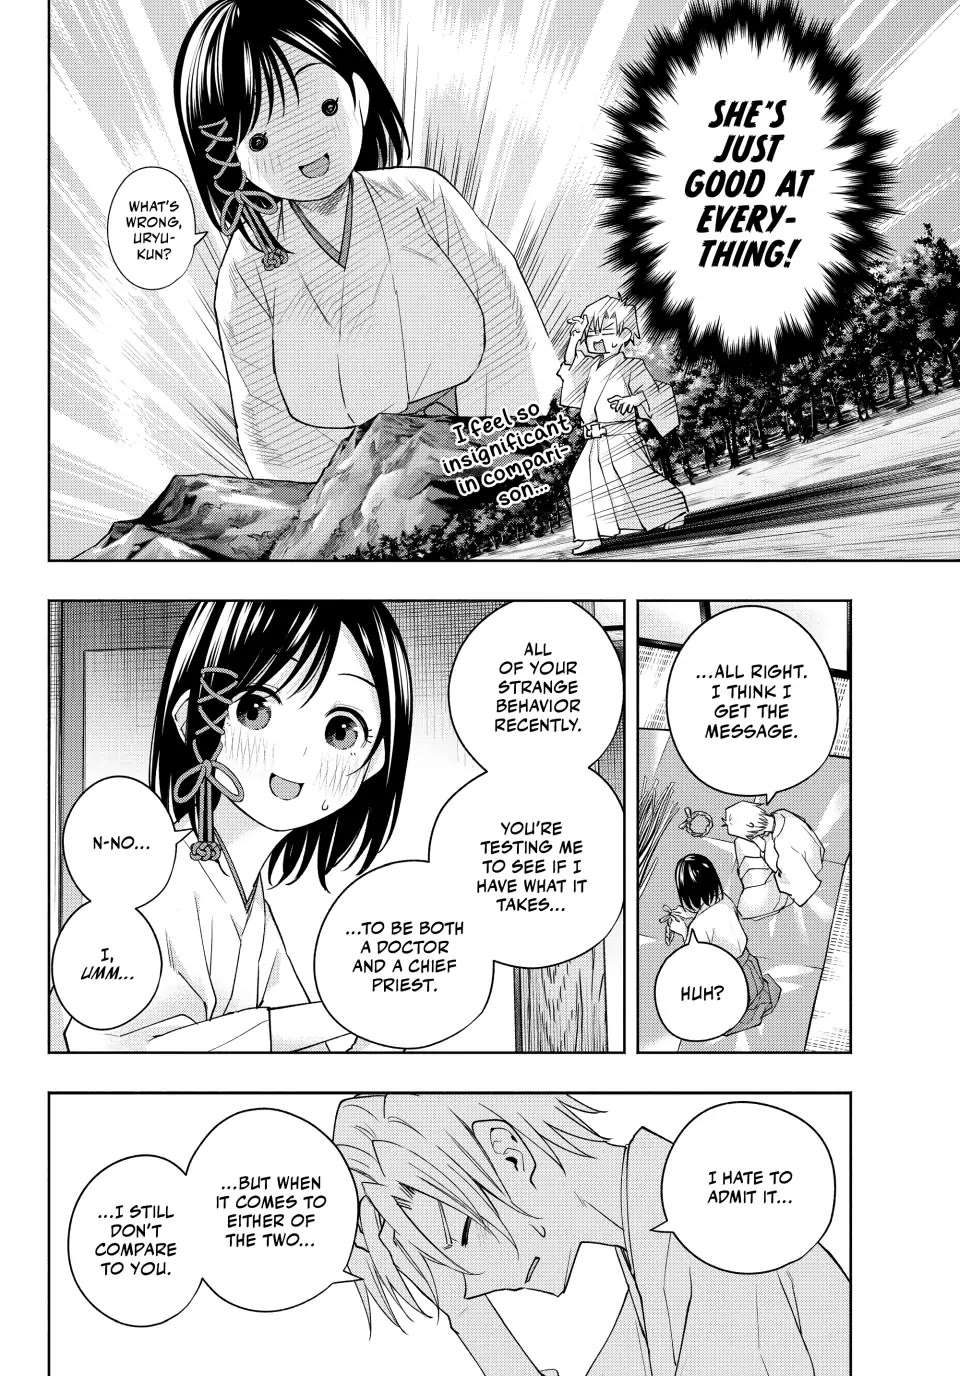 SHE'S
JUST
GOOD AT
EVERY-
THING!
WHAT'S
WRONG,
URYU-
KUN?
I feel so
insignificant
in compari-
son...
...ALL RIGHT.
I THINK I
GET THE
MESSAGE.
HUH?
ALL
OF YOUR
STRANGE
BEHAVIOR
RECENTLY.
YOU'RE
TESTING ME
TO SEE IF I
HAVE WHAT IT
TAKES...
...TO BE BOTH
A DOCTOR
AND A CHIEF
PRIEST.
N-NO...
I,
UMM...
I HATE TO
ADMIT IT...
...BUT WHEN
IT COMES TO
EITHER OF
THE TWO...
...I STILL
DON'T
COMPARE
TO YOU.